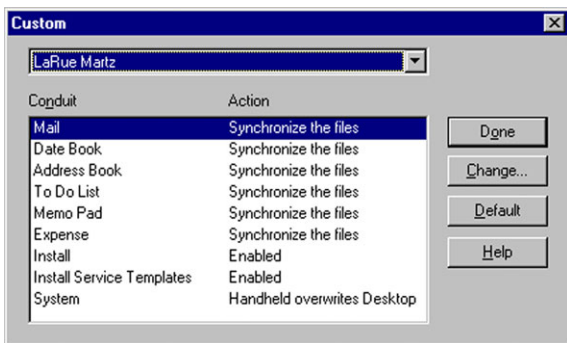 Custom
LaRue Martz
Conduit Action
Mail Synchronize the files
Date Book Synchronize the files
Address Book Synchronize the files
To Do List Synchronize the files
Memo Pad Synchronize the files
Expense Synchronize the files
Install Enabled
Install Service Templates Enabled
System Handheld overwrites Desktop
Done
Change...
Default
Help